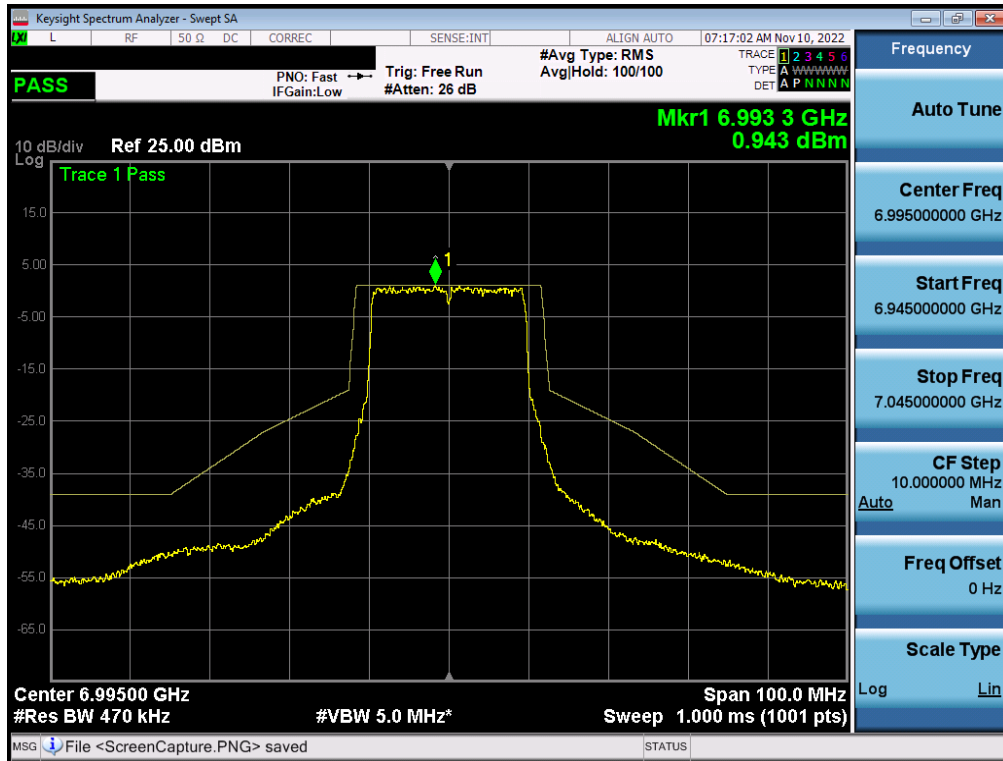 Keysight Spectrum Analyzer - Swept SA
LXI L RF 50 Ω DC CORREC SENSE:INT ALIGN AUTO 07:17:02 AM Nov 10, 2022
PASS
PNO: Fast
IFGain:Low
Trig: Free Run
#Atten: 26 dB
#Avg Type: RMS
Avg|Hold: 100/100
TRACE 1 2 3 4 5 6
TYPE A WWWWW
DET A P N N N N
Mkr1 6.993 3 GHz
0.943 dBm
10 dB/div Ref 25.00 dBm
Log
Trace 1 Pass
15.0
5.00
1
-5.00
-15.0
-25.0
-35.0
-45.0
-55.0
-65.0
Center 6.99500 GHz Span 100.0 MHz
#Res BW 470 kHz #VBW 5.0 MHz* Sweep 1.000 ms (1001 pts)
MSG File <ScreenCapture.PNG> saved STATUS
Frequency
Auto Tune
Center Freq
6.995000000 GHz
Start Freq
6.945000000 GHz
Stop Freq
7.045000000 GHz
CF Step
10.000000 MHz
Auto Man
Freq Offset
0 Hz
Scale Type
Log Lin